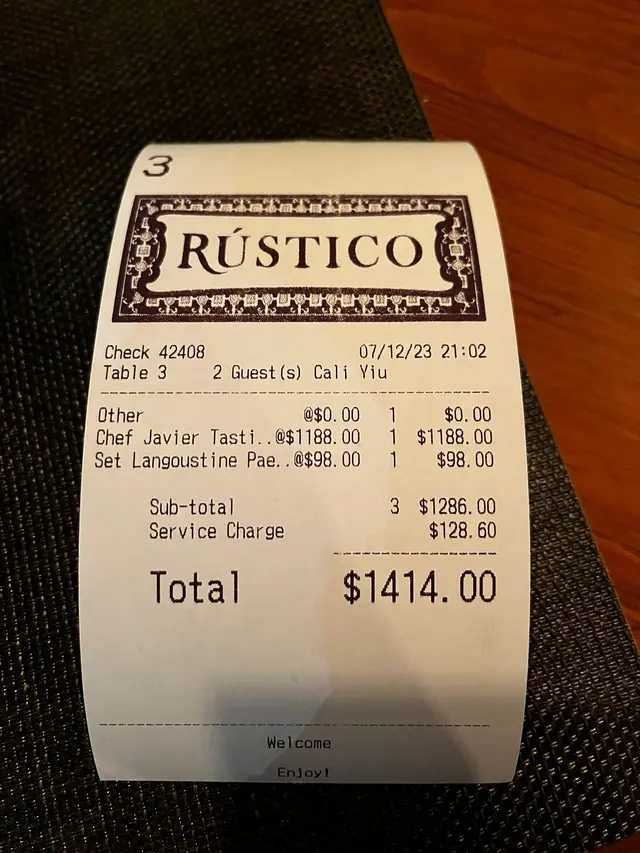 3
RÚSTICO
Check 42408 07/12/23 21:02
Table 3 2 Guest(s) Cali Yiu
Other @$0.00 1 $0.00
Chef Javier Tasti..@$1188.00 1 $1188.00
Set Langoustine Pae..@$98.00 1 $98.00
Sub-total 3 $1286.00
Service Charge $128.60
Total $1414.00
Welcome
Enjoy!